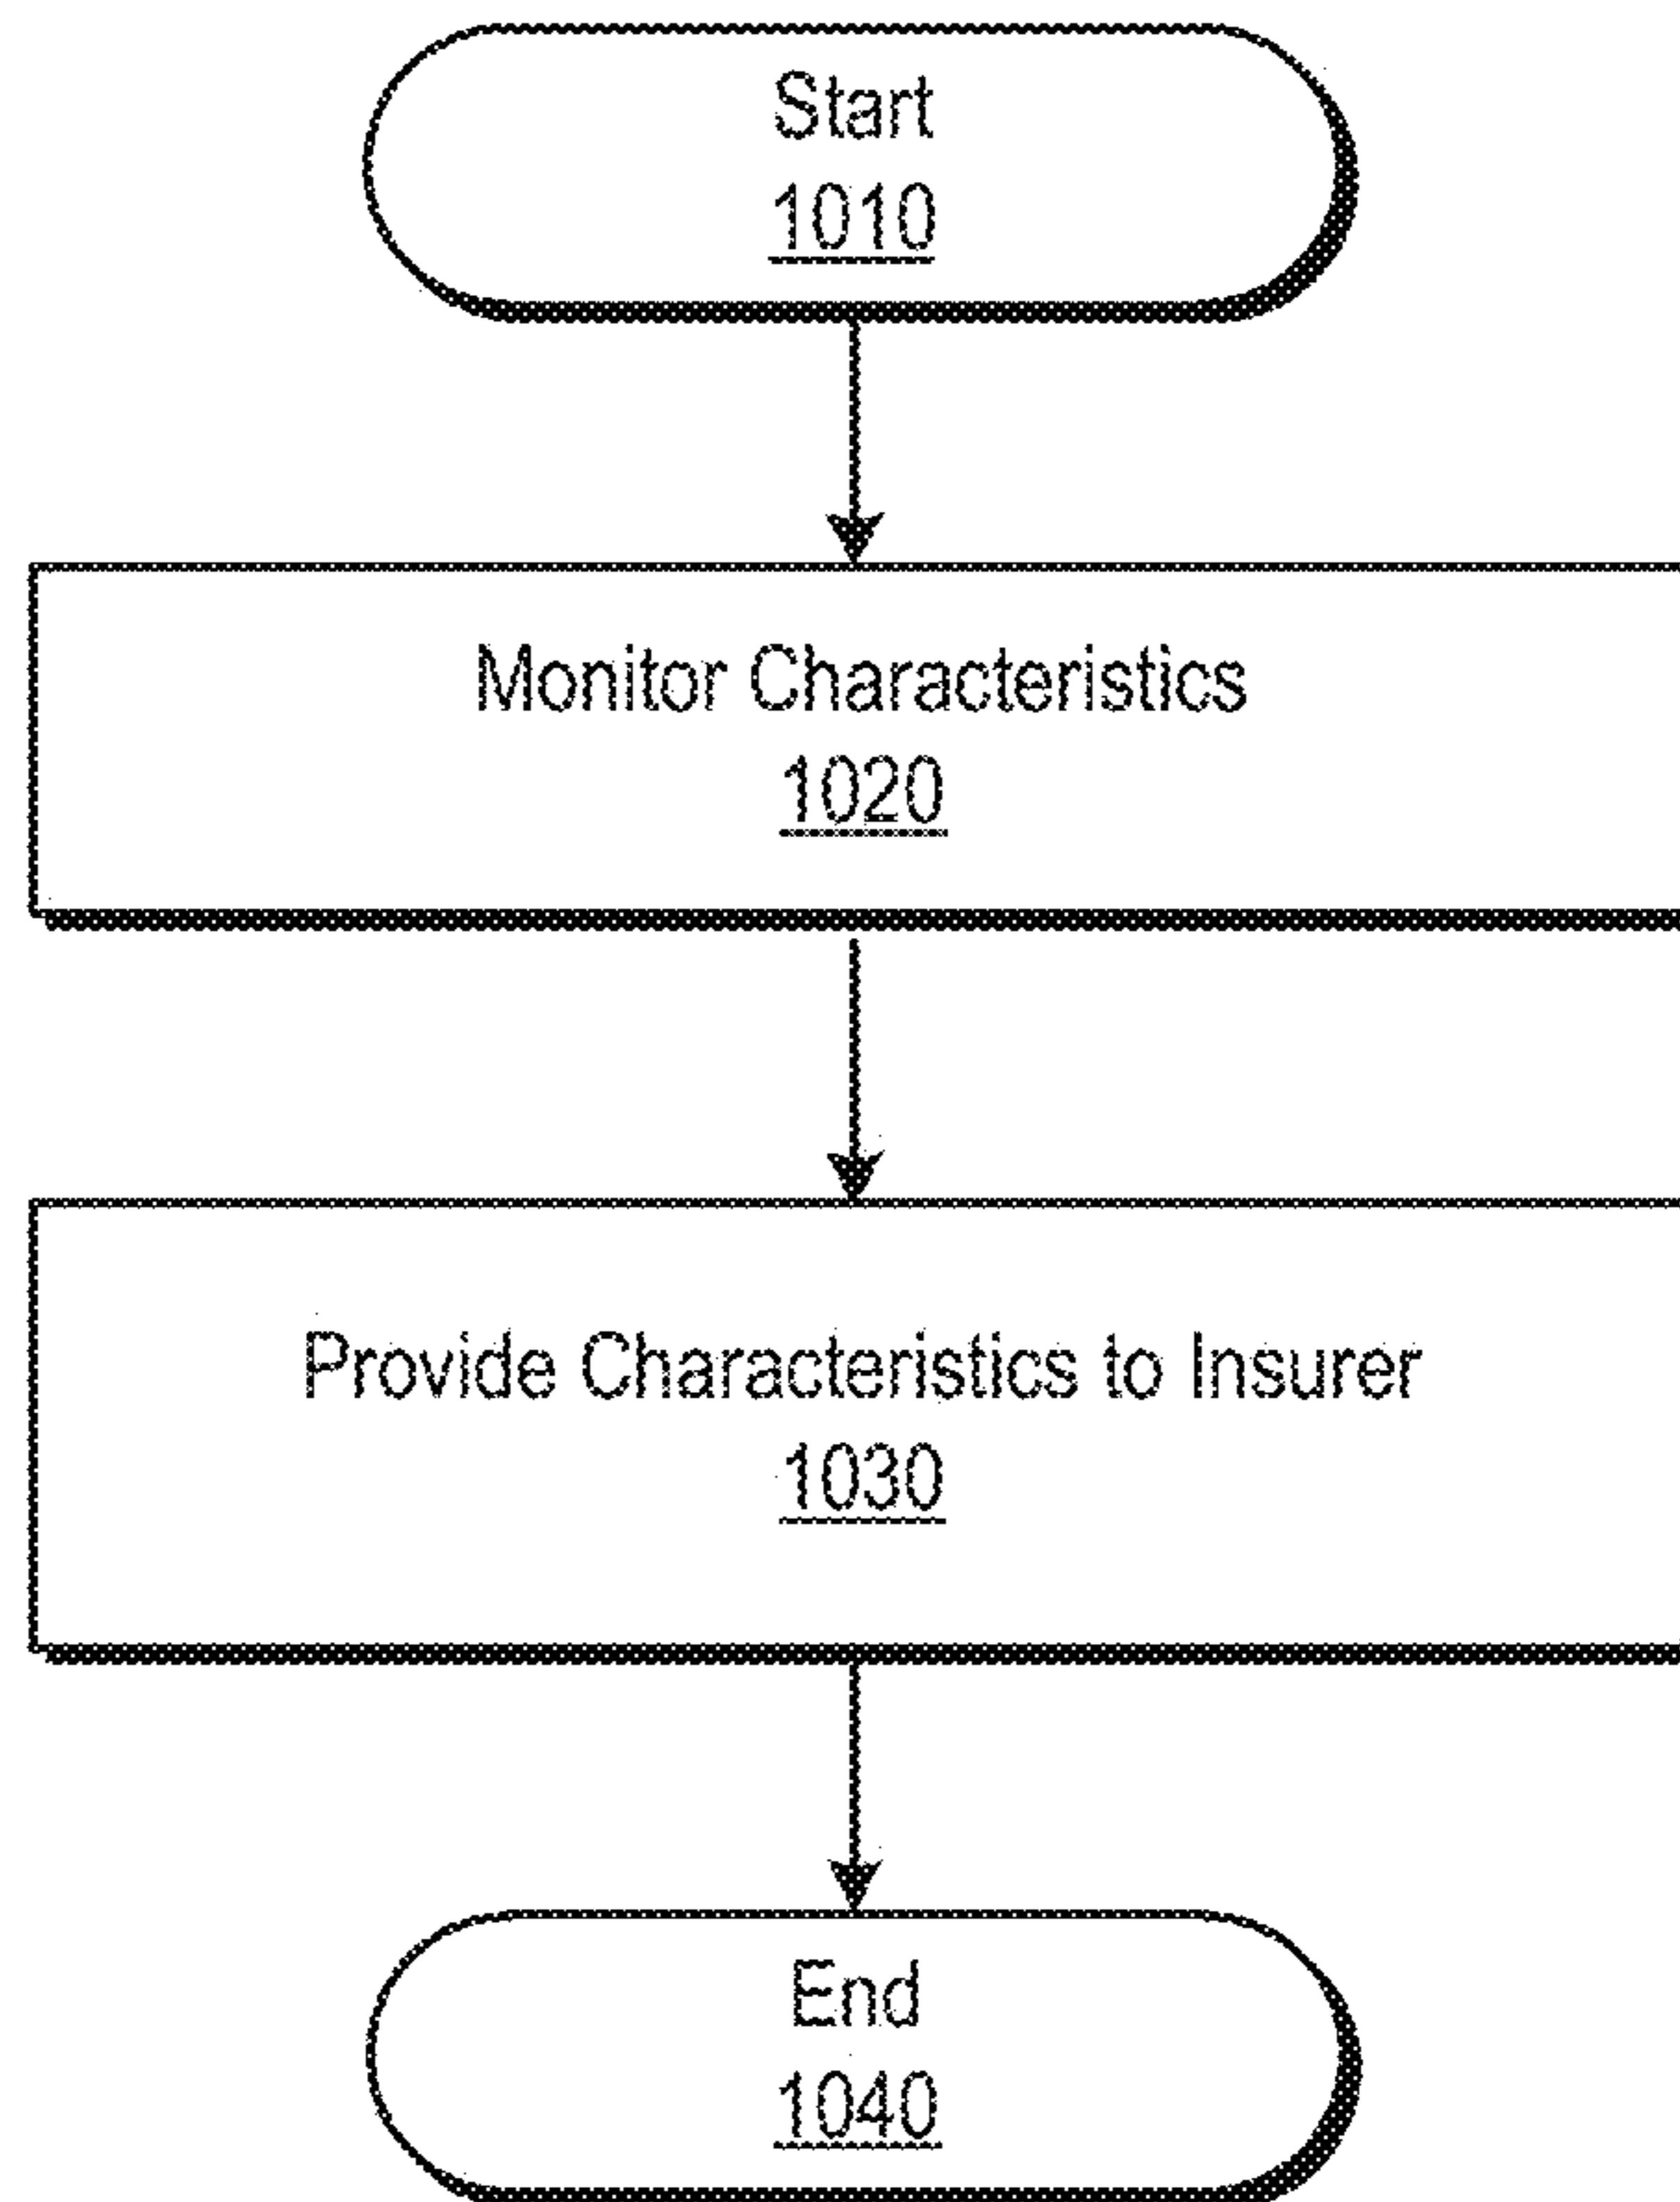 Start
1010
Monitor Characteristics
1020
Provide Characteristics to Insurer
1030
End
1040